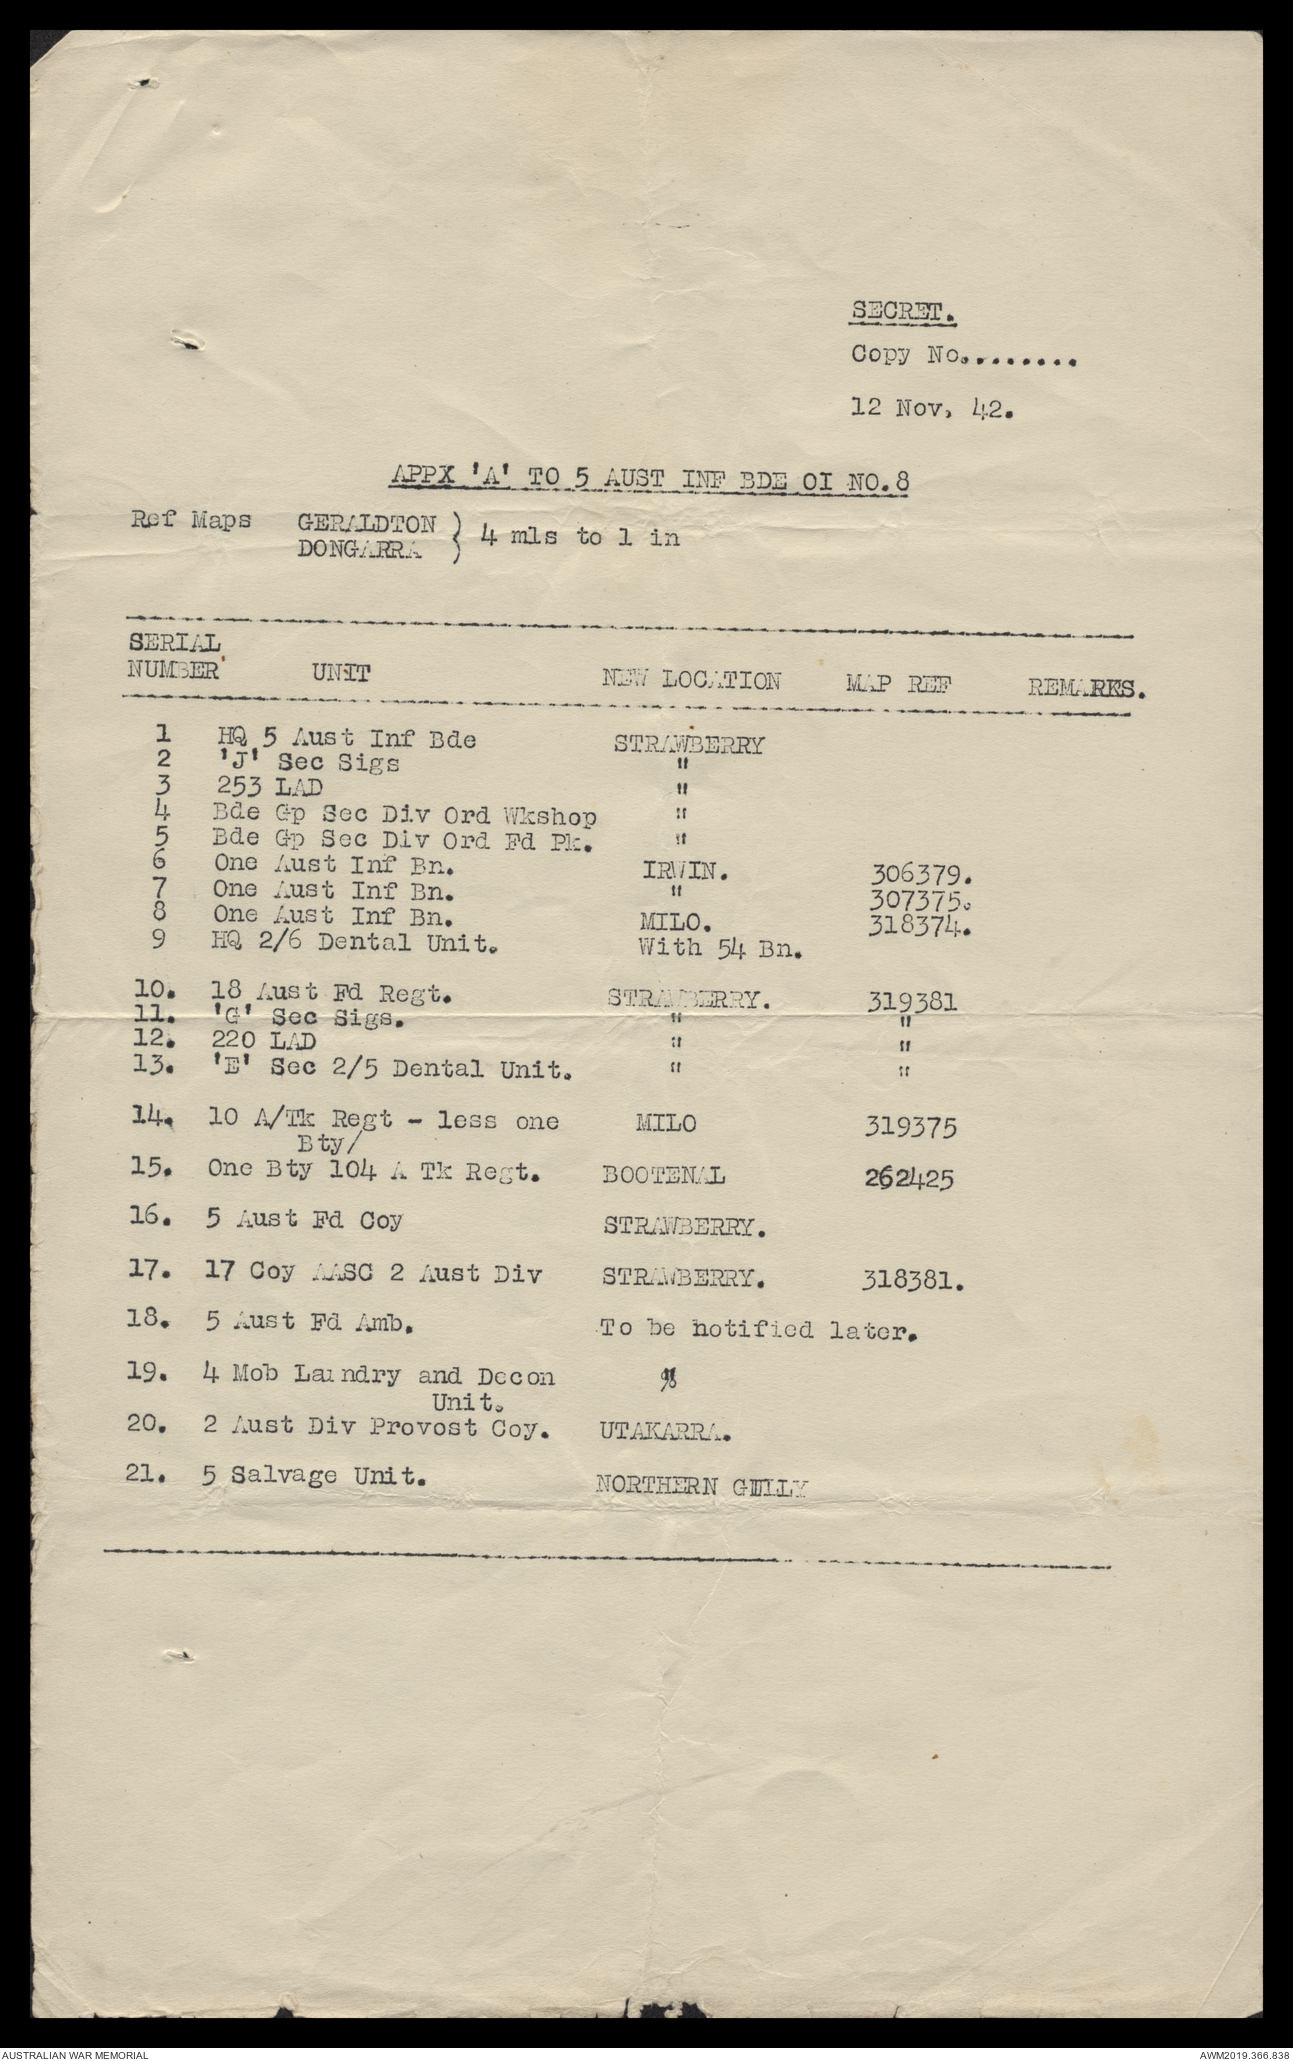 SECRET.
Copy No.........
12 Nov, 42.
APPX 'A' TO 5 AUST INF BDE OI NO.8
Ref Maps GERALDTON } 4 mls to 1 in
DONGARRA
SERIAL
NUMBER UNIT NEW LOCATION MAP REF REMARKS.
1 HQ 5 Aust Inf Bde STRAWBERRY
2 'J' Sec Sigs "
3 253 LAD "
4 Bde Gp Sec Div Ord Wkshop "
5 Bde Gp Sec Div Ord Fd Pk. "
6 One Aust Inf Bn. IRWIN. 306379.
7 One Aust Inf Bn. " 307375.
8 One Aust Inf Bn. MILO. 318374.
9 HQ 2/6 Dental Unit. With 54 Bn.
10. 18 Aust Fd Regt. STRAWBERRY. 319381
11. 'G' Sec Sigs. " "
12. 220 LAD " "
13. 'E' Sec 2/5 Dental Unit. " "
14. 10 A/Tk Regt - less one MILO 319375
Bty/
15. One Bty 104 A Tk Regt. BOOTENAL 262425
16. 5 Aust Fd Coy STRAWBERRY.
17. 17 Coy AASC 2 Aust Div STRAWBERRY. 318381.
18. 5 Aust Fd Amb. To be notified later.
19. 4 Mob Laundry and Decon "
Unit.
20. 2 Aust Div Provost Coy. UTAKARRA.
21. 5 Salvage Unit. NORTHERN GULLY
AUSTRALIAN WAR MEMORIAL AWM2019.366.838